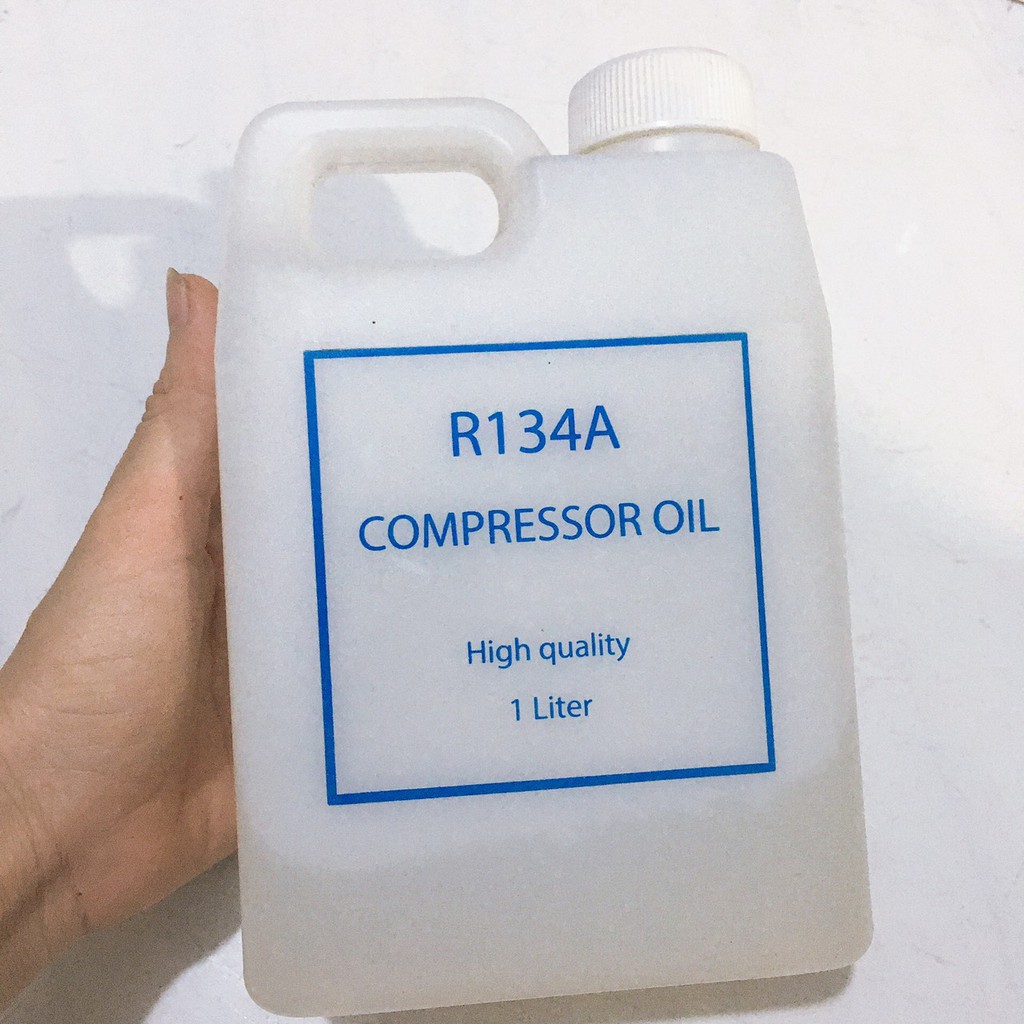 R134A
COMPRESSOR OIL
High quality
1 Liter